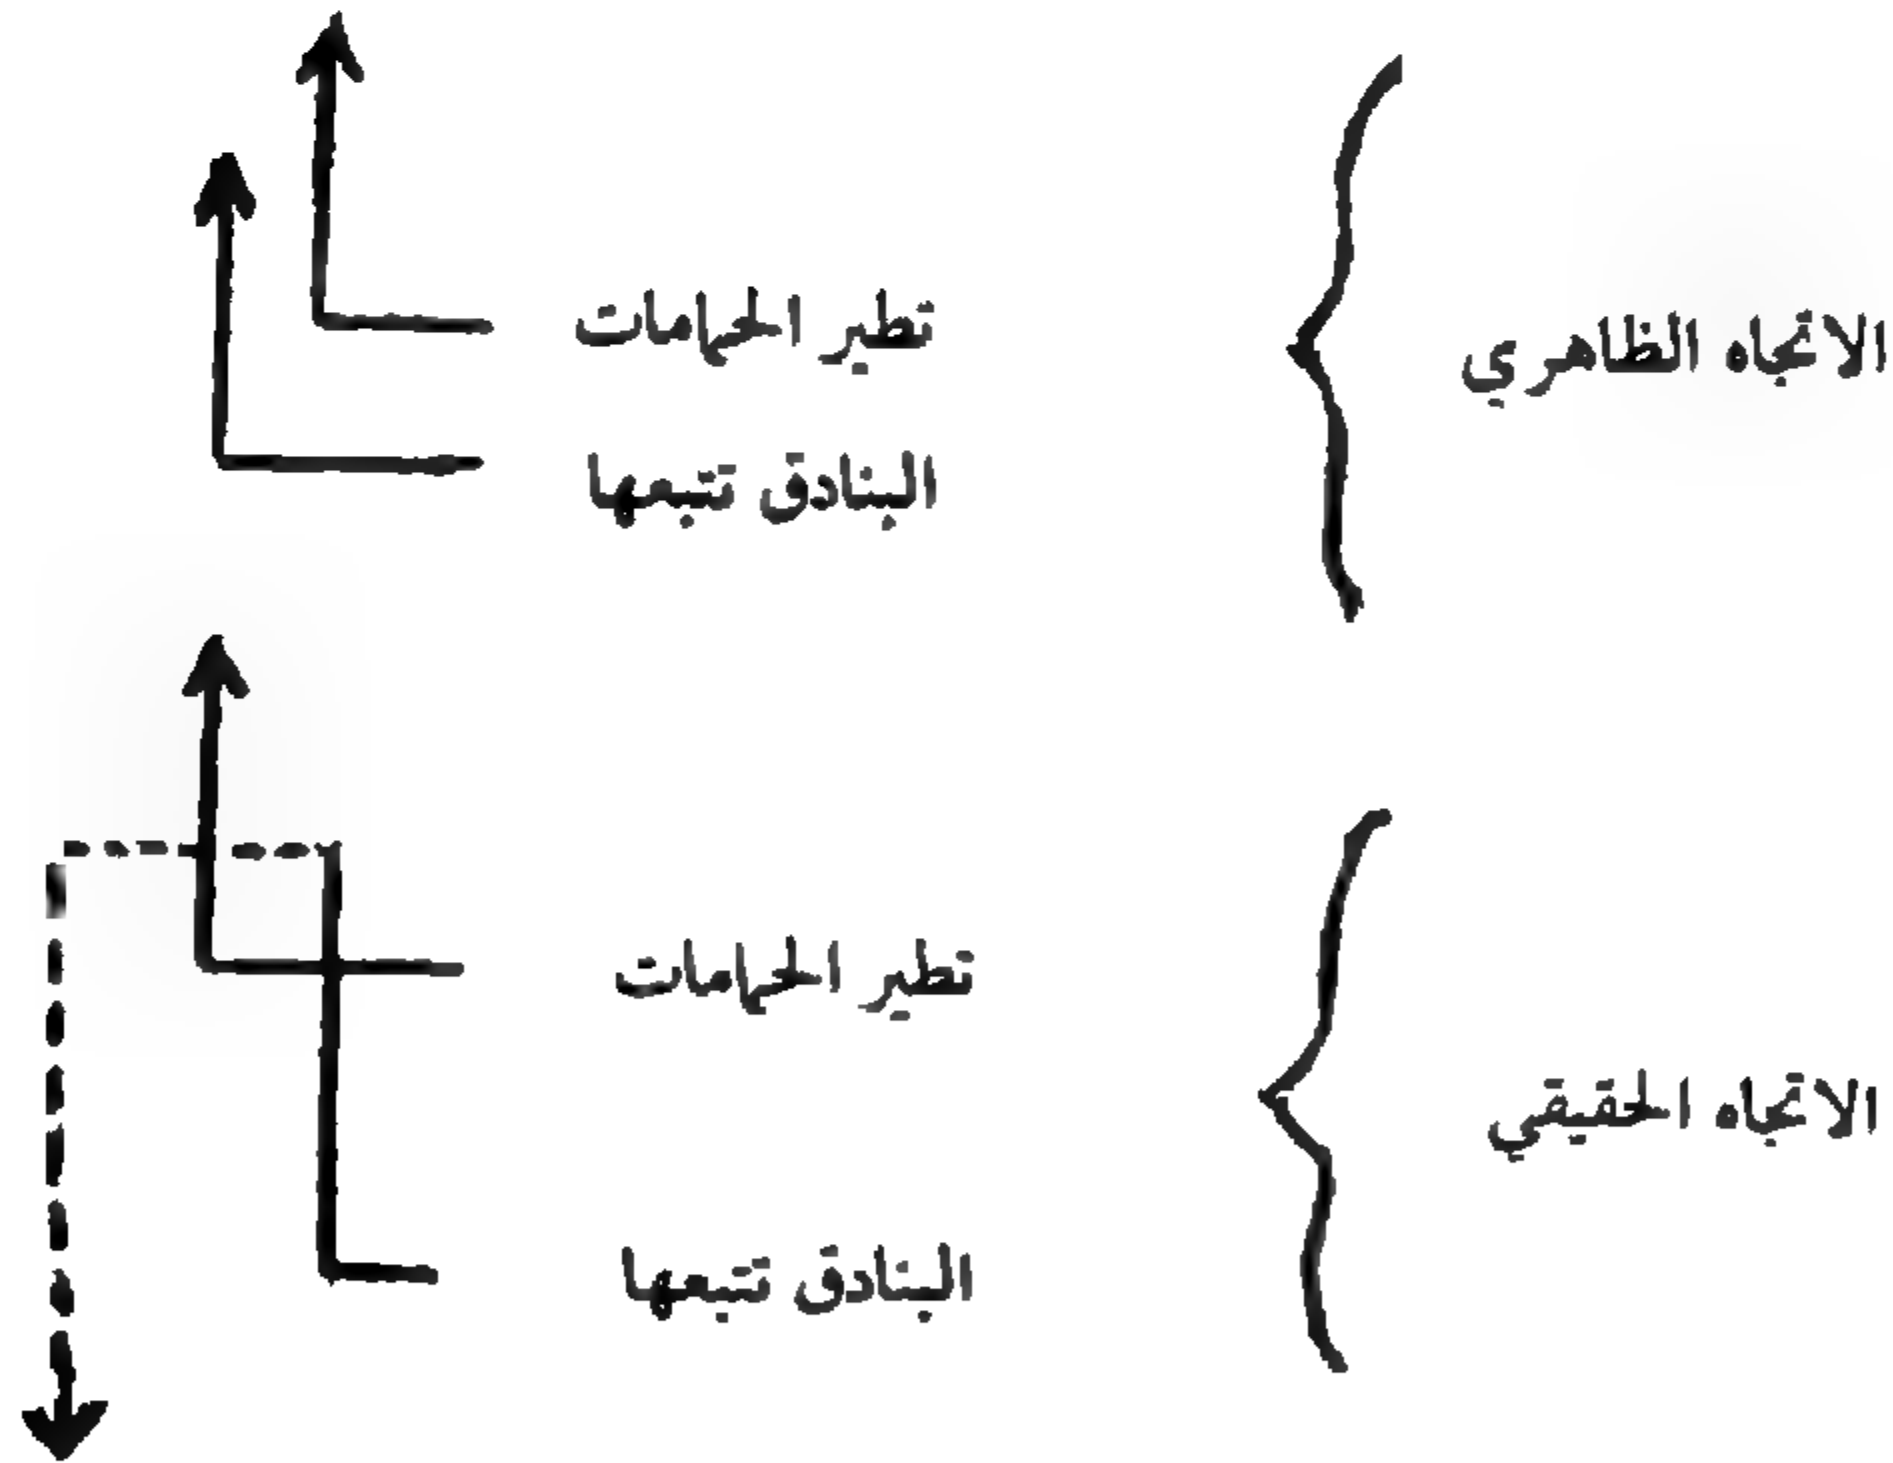 الاتجاه الظاهري
تطير الحمامات
البنادق تتبعها
الاتجاه الحقيقي
تطير الحمامات
البنادق تتبعها